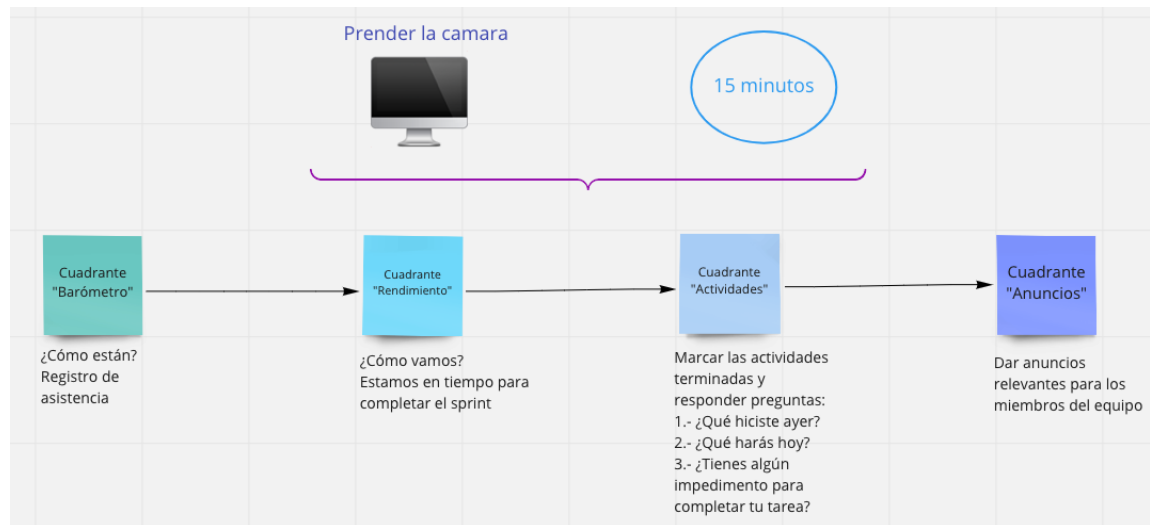 Prender la camara
15 minutos
Cuadrante
"Barómetro"
¿Cómo están?
Registro de
asistencia
Cuadrante
"Rendimiento"
¿Cómo vamos?
Estamos en tiempo para
completar el sprint
Cuadrante
"Actividades"
Marcar las actividades
terminadas y
responder preguntas:
1.- ¿Qué hiciste ayer?
2.- ¿Qué harás hoy?
3.- ¿Tienes algún
impedimento para
completar tu tarea?
Cuadrante
"Anuncios"
Dar anuncios
relevantes para los
miembros del equipo